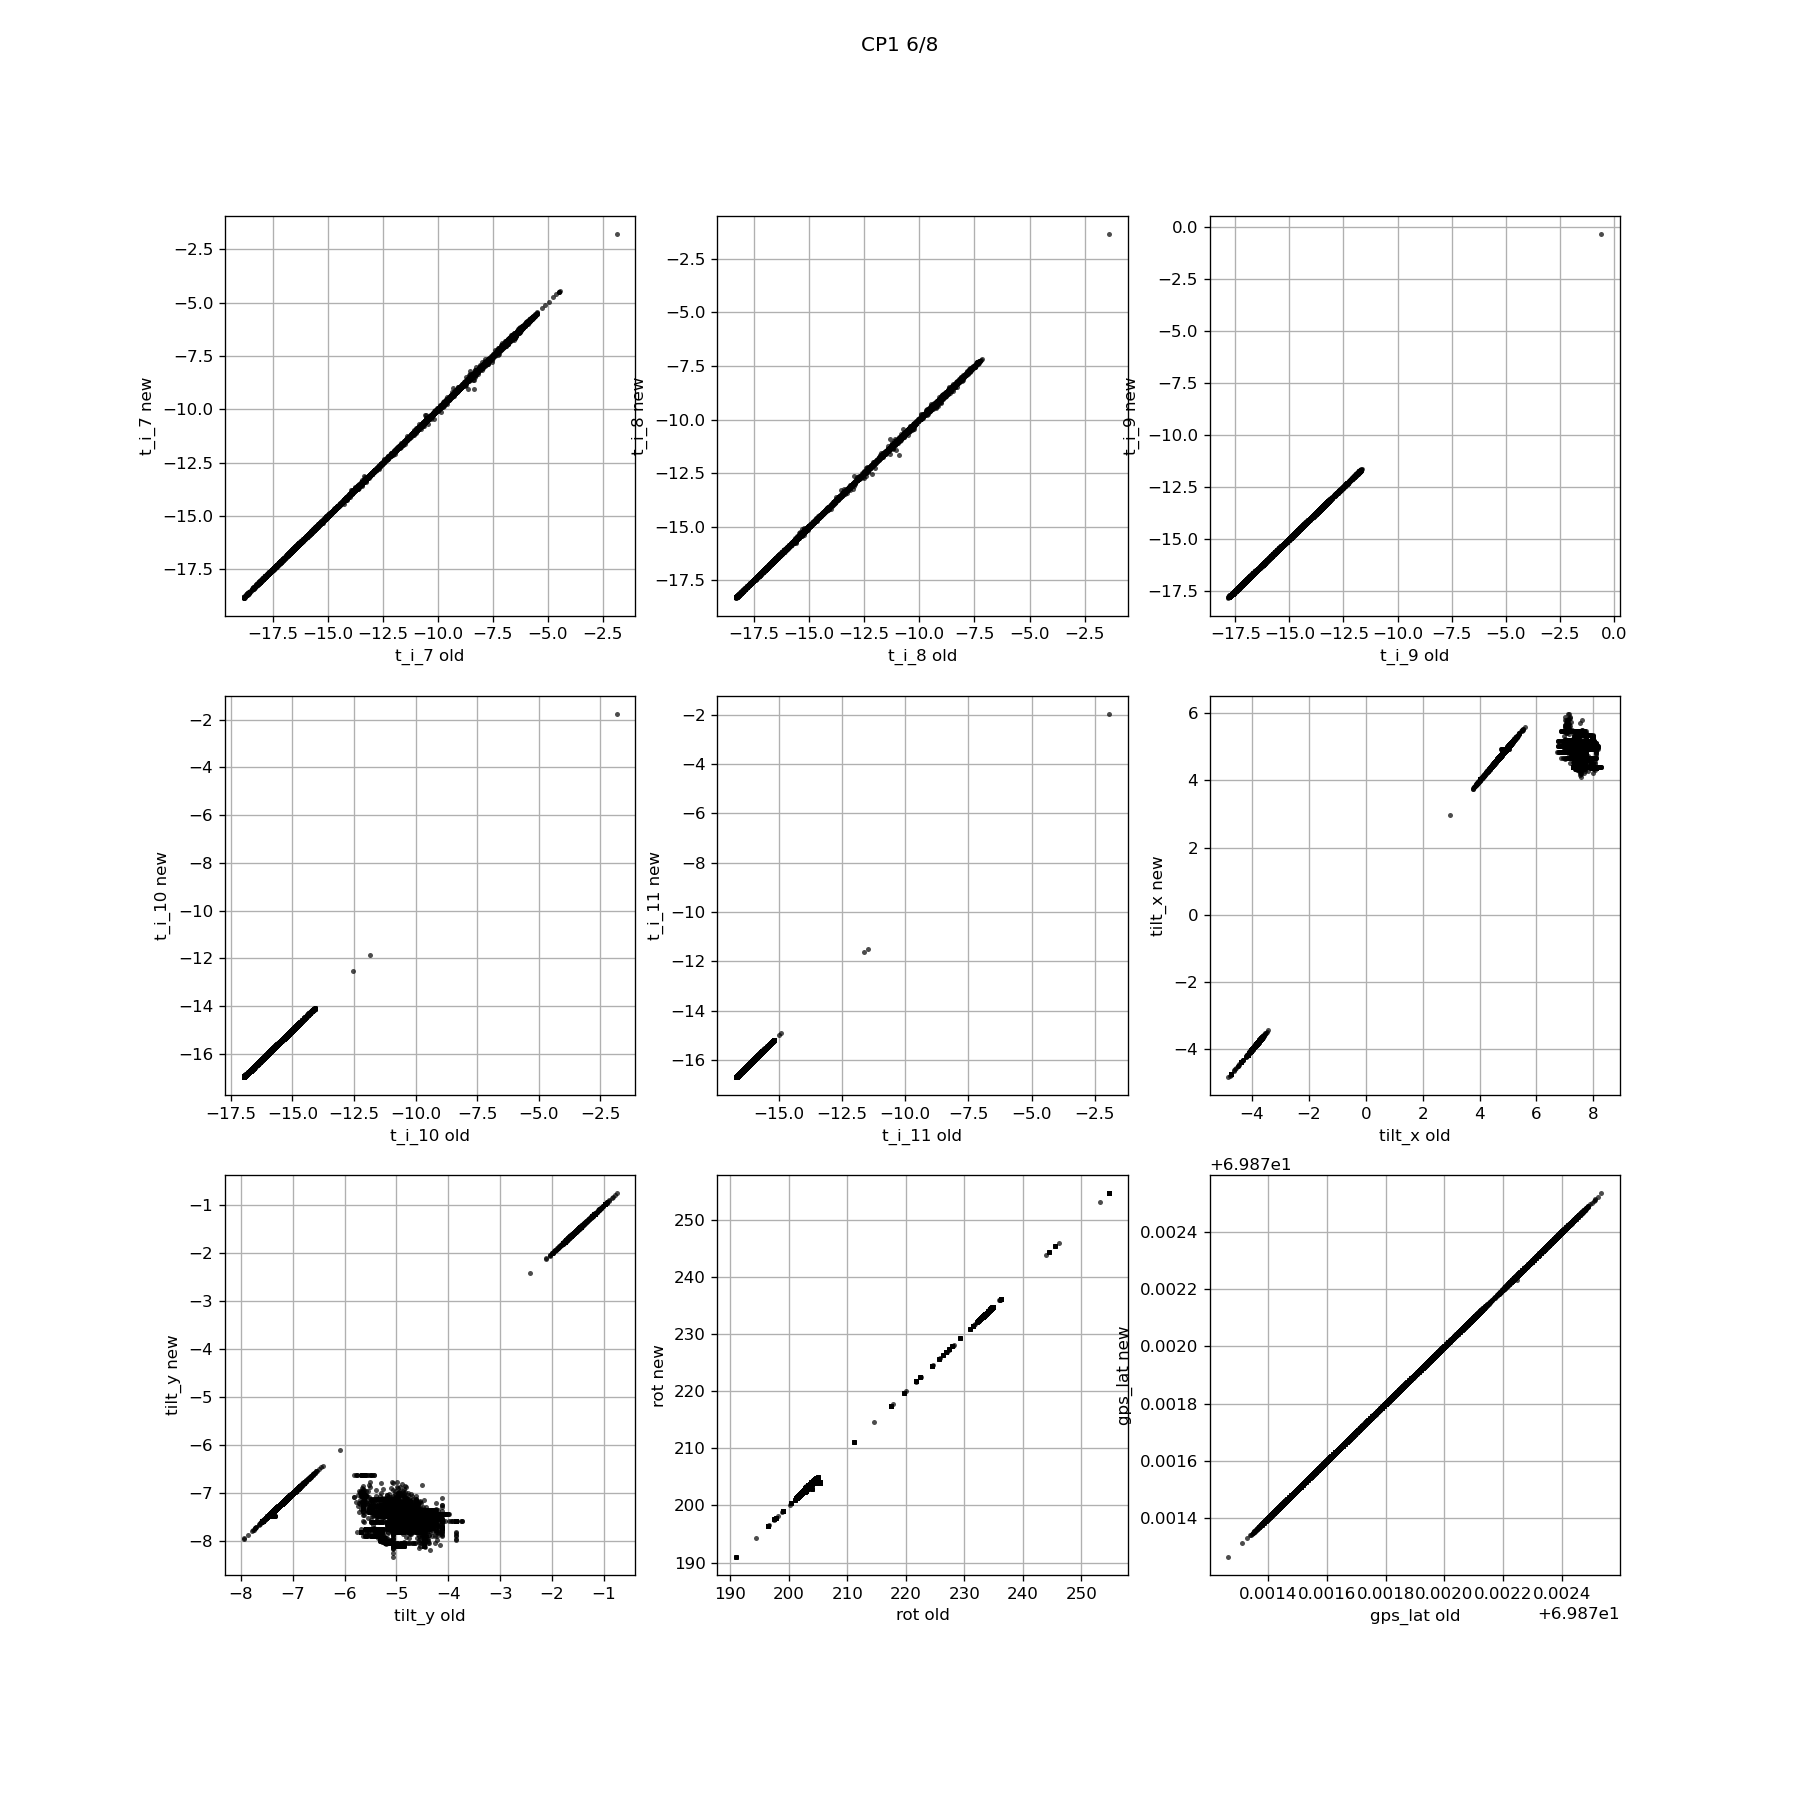 CP1 6/8
−2.5
−5.0
−7.5
−10.0
−12.5
−15.0
−17.5
t_i_7 new
−17.5 −15.0 −12.5 −10.0 −7.5 −5.0 −2.5
t_i_7 old
−2.5
−5.0
−7.5
−10.0
−12.5
−15.0
−17.5
t_i_8 new
−17.5 −15.0 −12.5 −10.0 −7.5 −5.0 −2.5
t_i_8 old
0.0
−2.5
−5.0
−7.5
−10.0
−12.5
−15.0
−17.5
t_i_9 new
−17.5 −15.0 −12.5 −10.0 −7.5 −5.0 −2.5 0.0
t_i_9 old
−2
−4
−6
−8
−10
−12
−14
−16
t_i_10 new
−17.5 −15.0 −12.5 −10.0 −7.5 −5.0 −2.5
t_i_10 old
−2
−4
−6
−8
−10
−12
−14
−16
t_i_11 new
−15.0 −12.5 −10.0 −7.5 −5.0 −2.5
t_i_11 old
6
4
2
0
−2
−4
tilt_x new
−4 −2 0 2 4 6 8
tilt_x old
−1
−2
−3
−4
−5
−6
−7
−8
tilt_y new
−8 −7 −6 −5 −4 −3 −2 −1
tilt_y old
250
240
230
220
210
200
190
rot new
190 200 210 220 230 240 250
rot old
+6.987e1
0.0024
0.0022
0.0020
0.0018
0.0016
0.0014
gps_lat new
0.0014 0.0016 0.0018 0.0020 0.0022 0.0024
gps_lat old
+6.987e1